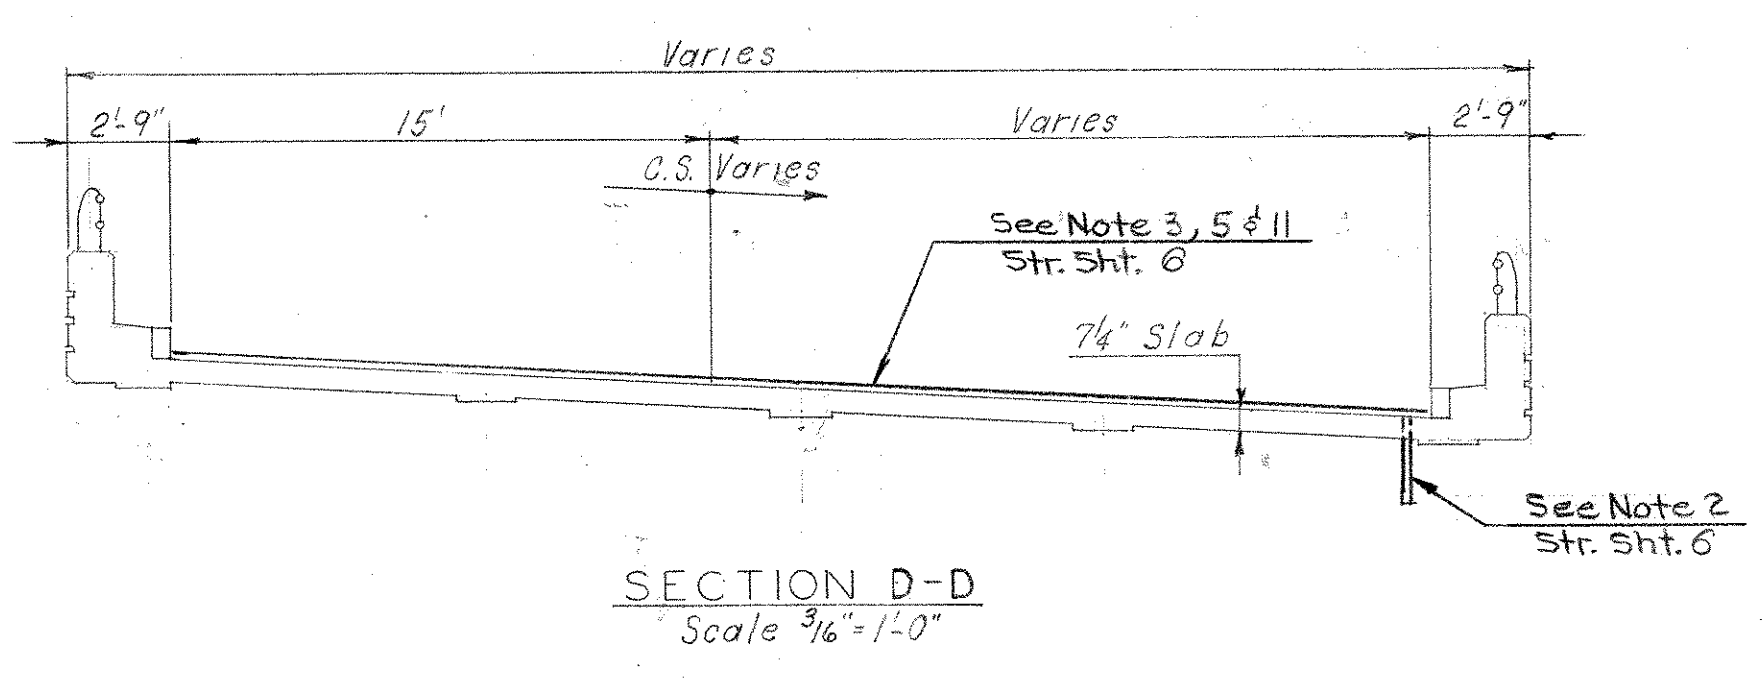 Varies
2'-9"
15'
Varies
2'-9"
C.S. Varies
See Note 3, 5 & 11
Str. Sht. 6
7¼" Slab
See Note 2
Str. Sht. 6
SECTION D-D
Scale 3/16"=1'-0"